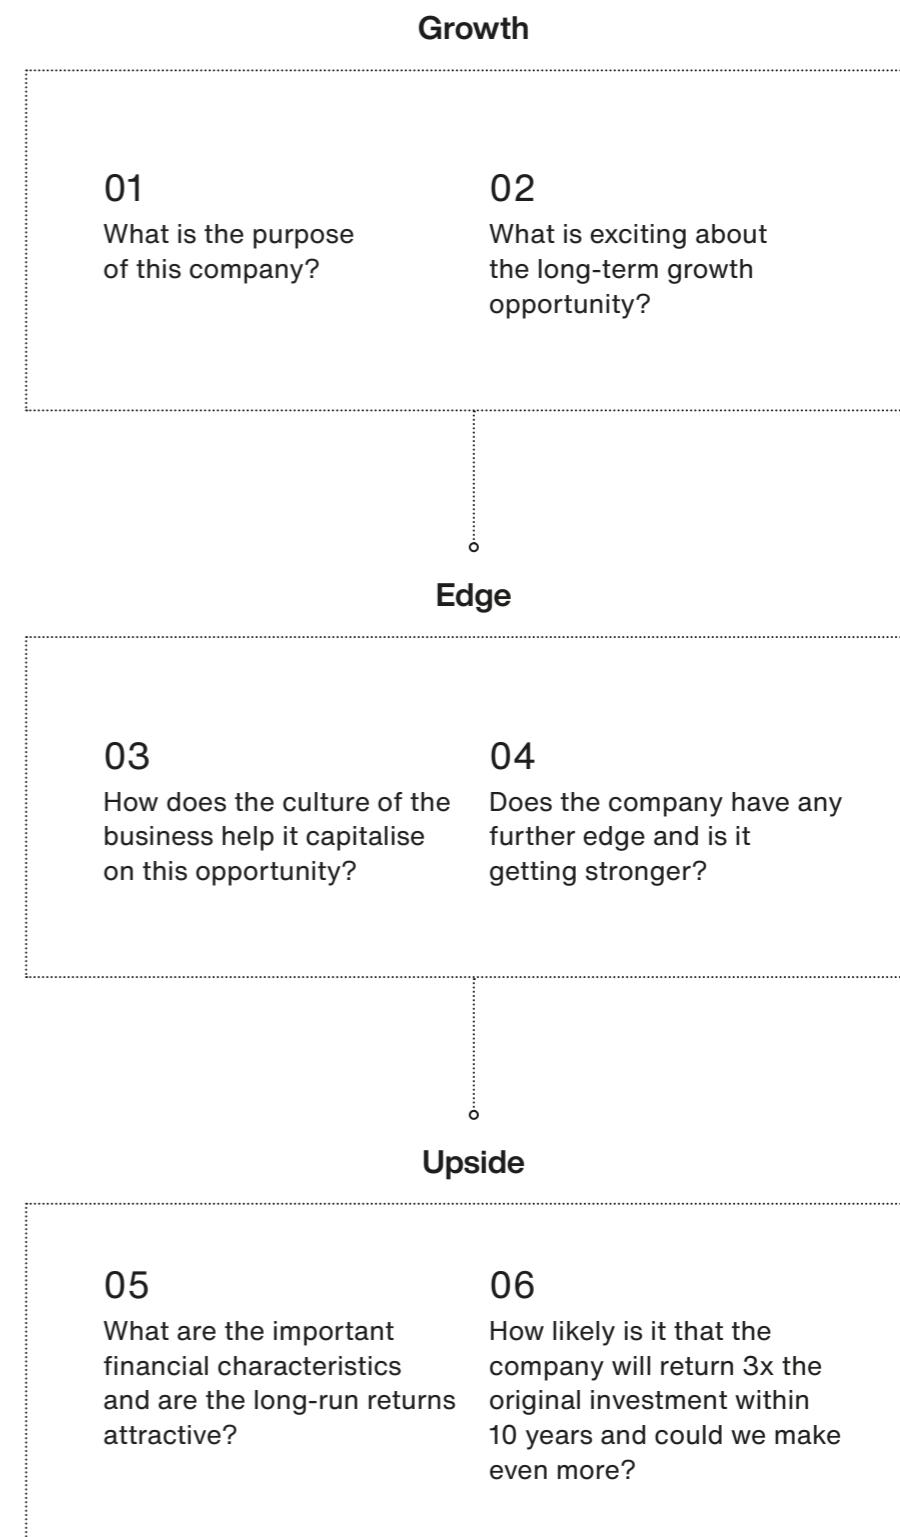 Growth
01
What is the purpose
of this company?
02
What is exciting about
the long-term growth
opportunity?
Edge
03
How does the culture of the
business help it capitalise
on this opportunity?
04
Does the company have any
further edge and is it
getting stronger?
Upside
05
What are the important
financial characteristics
and are the long-run returns
attractive?
06
How likely is it that the
company will return 3x the
original investment within
10 years and could we make
even more?